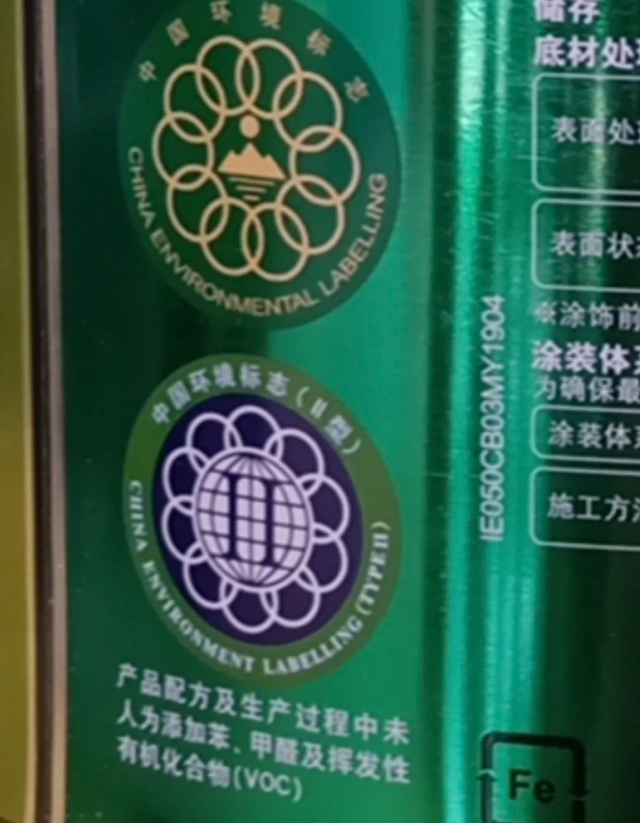 中国环境标志
CHINA ENVIRONMENTAL LABELLING
中国环境标志(II型)
II
CHINA ENVIRONMENT LABELLING(TYPE II)
产品配方及生产过程中未
人为添加苯、甲醛及挥发性
有机化合物(VOC)
IE050CB03MY1904
储存
底材处理
表面处
表面状
※涂饰前
涂装体
为确保最
涂装体
施工方
Fe